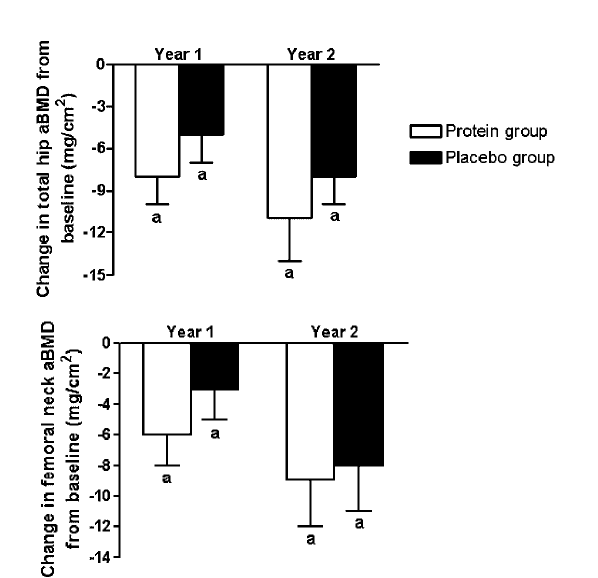 Year 1 Year 2
0
-3
-6
-9
-12
-15
Change in total hip aBMD from
baseline (mg/cm²)
a a a a
Protein group
Placebo group
Year 1 Year 2
0
-2
-4
-6
-8
-10
-12
-14
Change in femoral neck aBMD
from baseline (mg/cm²)
a a a a